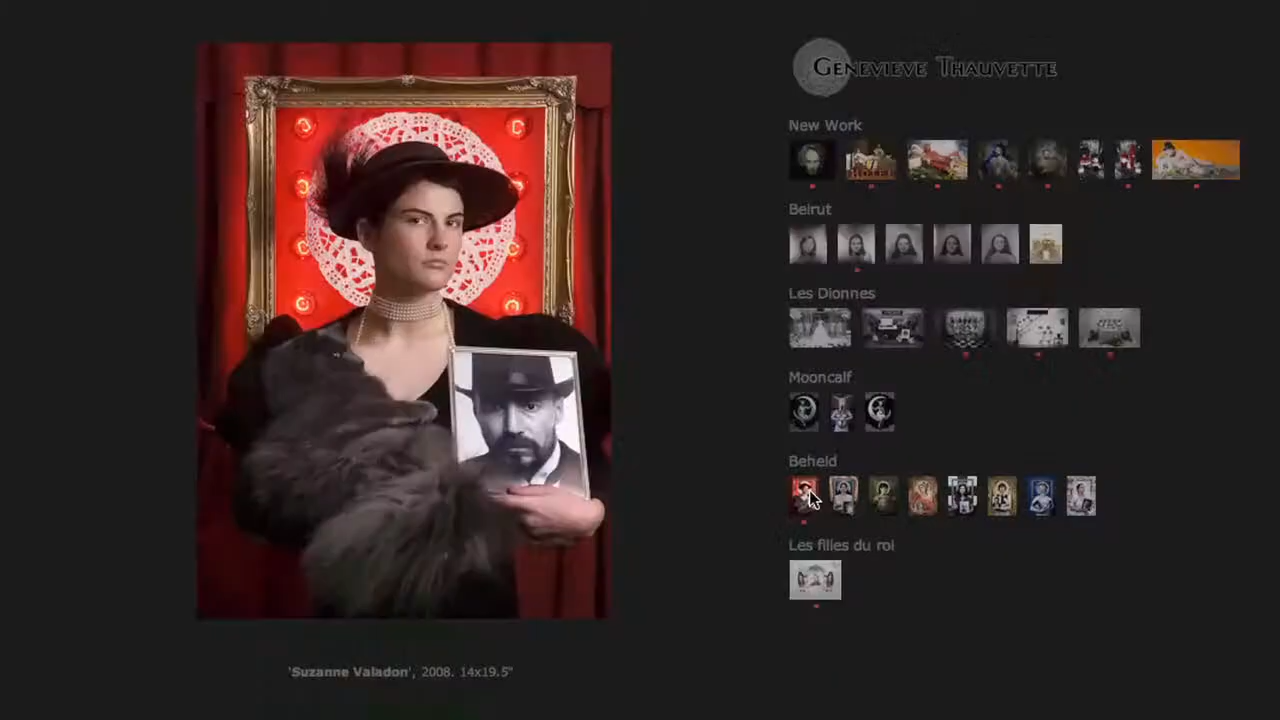 GENEVIEVE THAUVETTE
New Work
Beirut
Les Dionnes
Mooncalf
Beheld
Les filles du roi
'Suzanne Valadon', 2008. 14x19.5"